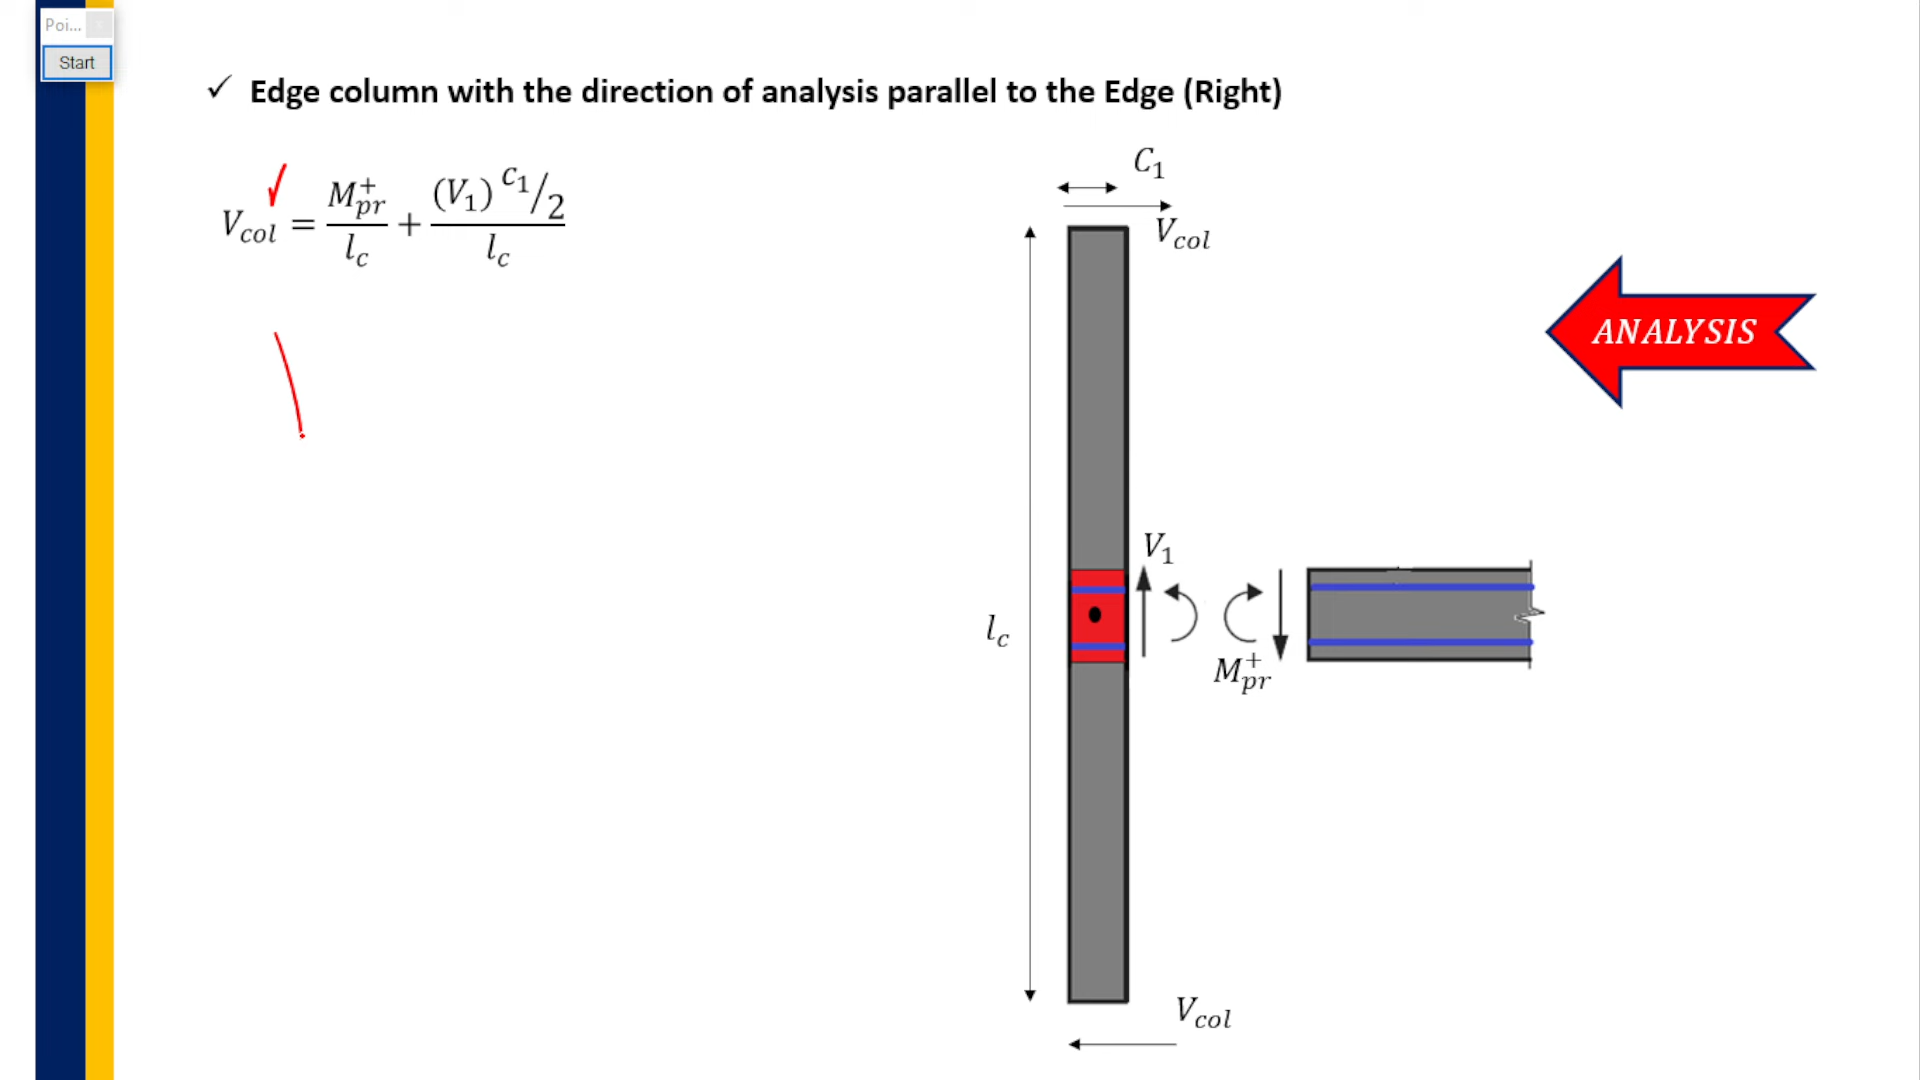 Poi...
Start
✓ Edge column with the direction of analysis parallel to the Edge (Right)
V_col = M_pr^+ / l_c + (V_1) C_1/2 / l_c
C_1
V_col
ANALYSIS
V_1
l_c
M_pr^+
V_col